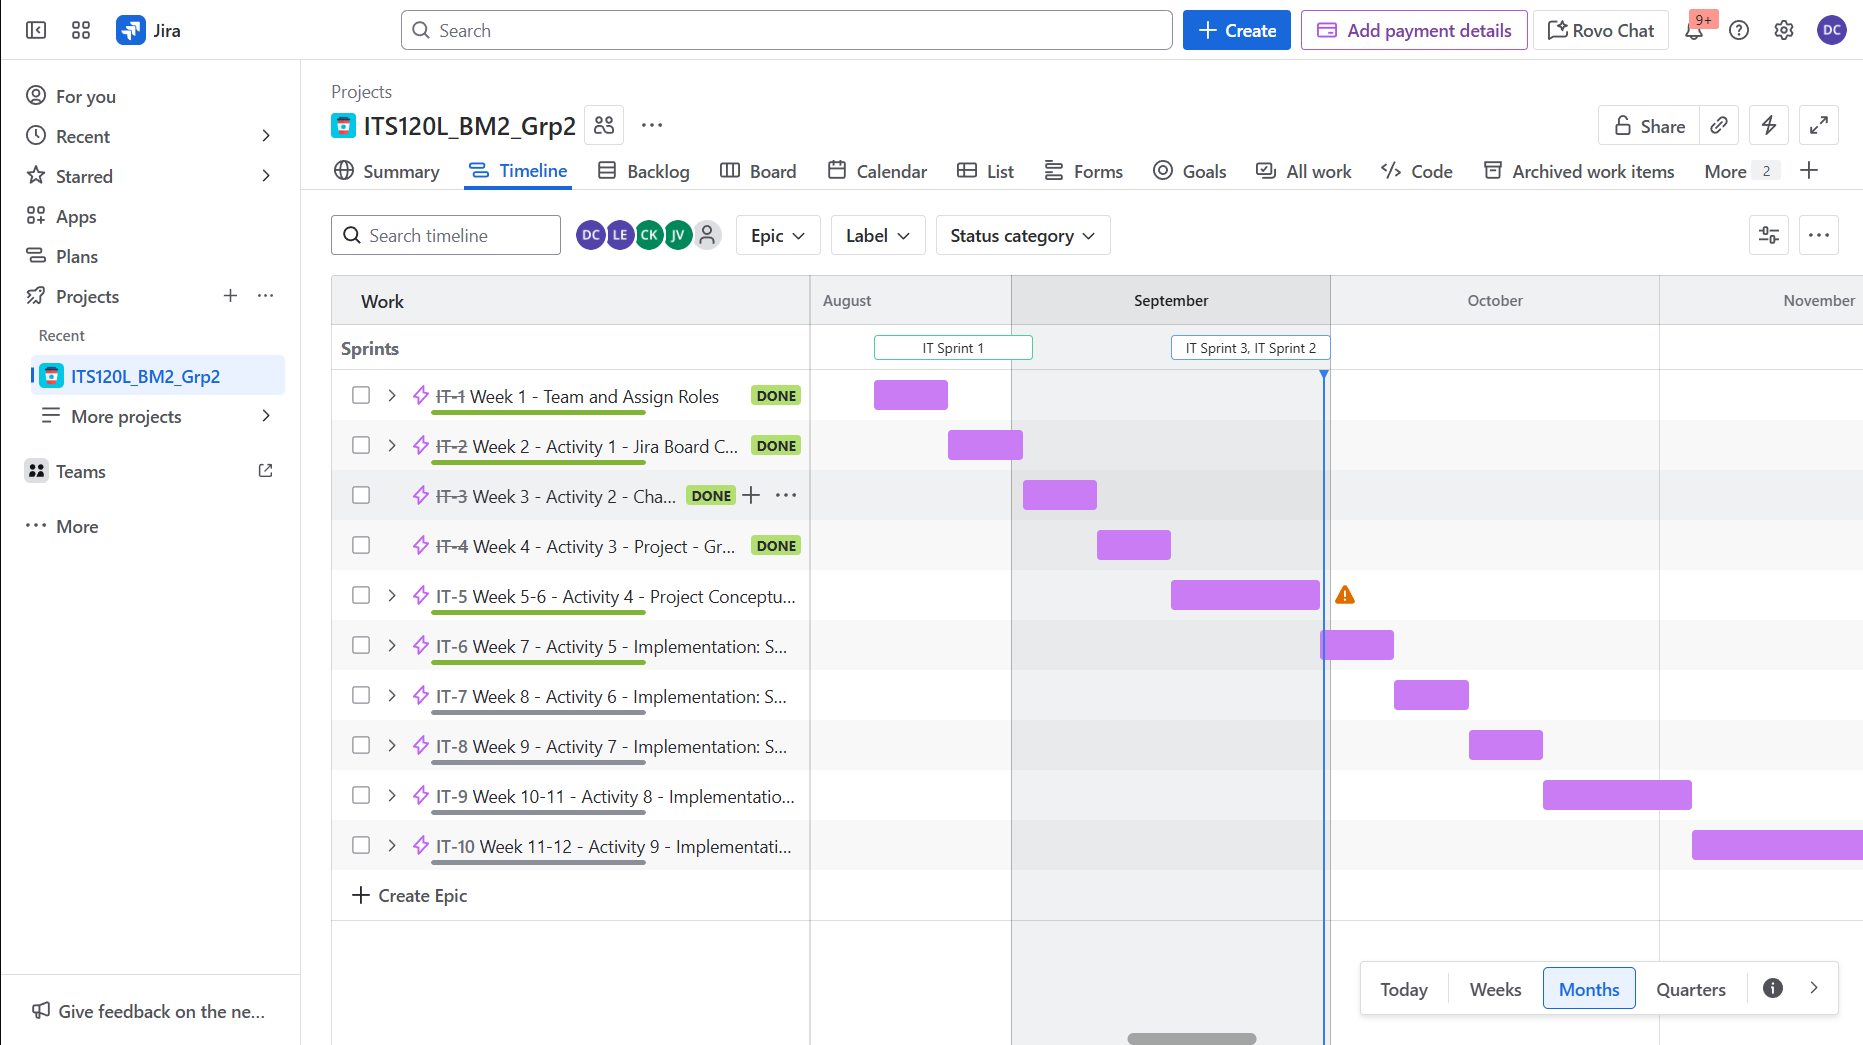 Jira
Search
Create
Add payment details
Rovo Chat
9+
DC
For you
Recent
Starred
Apps
Plans
Projects
Recent
ITS120L_BM2_Grp2
More projects
Teams
More
Give feedback on the ne...
Projects
ITS120L_BM2_Grp2
Share
Summary
Timeline
Backlog
Board
Calendar
List
Forms
Goals
All work
Code
Archived work items
More 2
Search timeline
DC LE CK JV
Epic
Label
Status category
Work
August
September
October
November
Sprints
IT Sprint 1
IT Sprint 3, IT Sprint 2
IT-1 Week 1 - Team and Assign Roles DONE
IT-2 Week 2 - Activity 1 - Jira Board C... DONE
IT-3 Week 3 - Activity 2 - Cha... DONE
IT-4 Week 4 - Activity 3 - Project - Gr... DONE
IT-5 Week 5-6 - Activity 4 - Project Conceptu...
IT-6 Week 7 - Activity 5 - Implementation: S...
IT-7 Week 8 - Activity 6 - Implementation: S...
IT-8 Week 9 - Activity 7 - Implementation: S...
IT-9 Week 10-11 - Activity 8 - Implementatio...
IT-10 Week 11-12 - Activity 9 - Implementati...
Create Epic
Today
Weeks
Months
Quarters